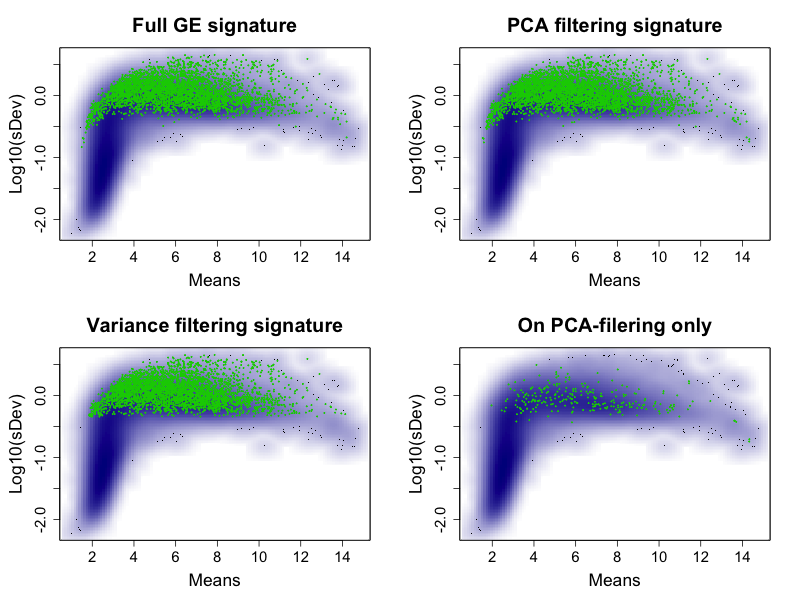 Full GE signature
PCA filtering signature
Log10(sDev)
0.0
-1.0
-2.0
2 4 6 8 10 12 14
Means
Log10(sDev)
0.0
-1.0
-2.0
2 4 6 8 10 12 14
Means
Variance filtering signature
On PCA-filering only
Log10(sDev)
0.0
-1.0
-2.0
2 4 6 8 10 12 14
Means
Log10(sDev)
0.0
-1.0
-2.0
2 4 6 8 10 12 14
Means